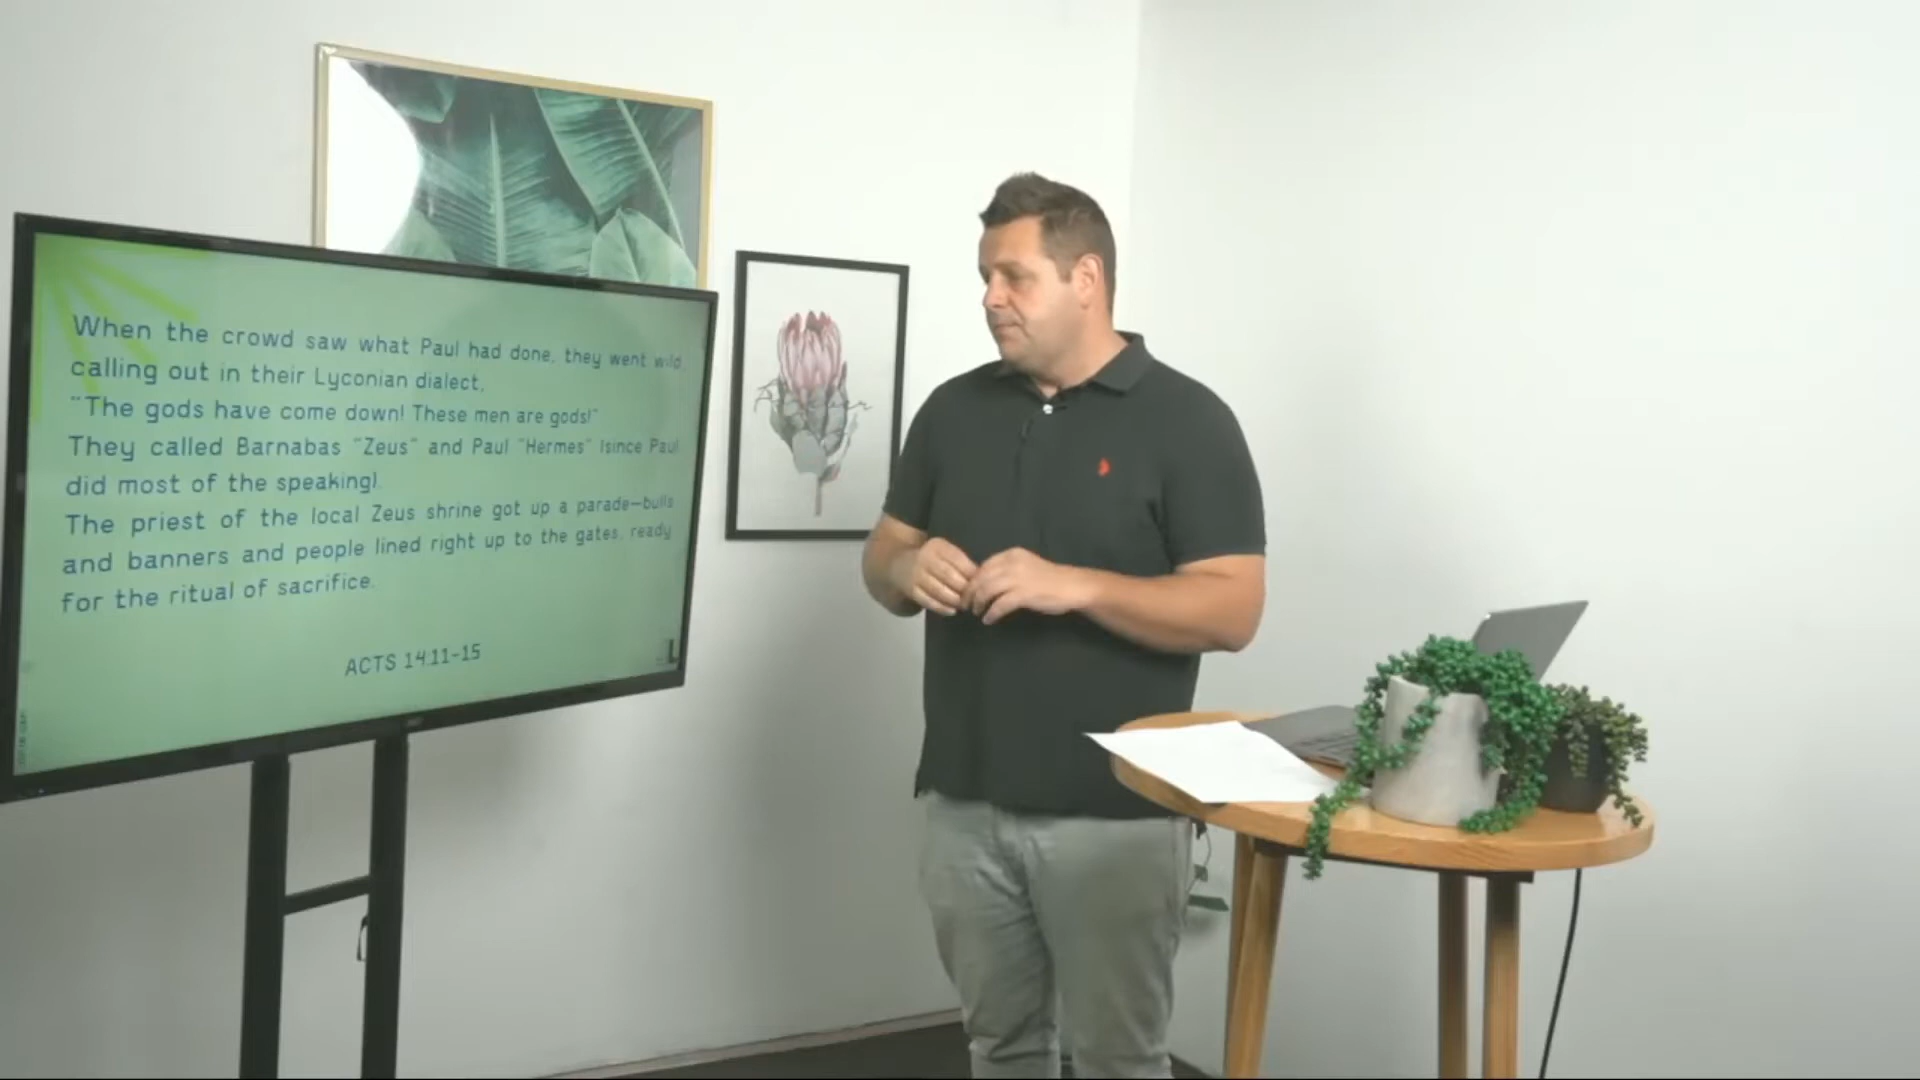 When the crowd saw what Paul had done, they went wild
calling out in their Lyconian dialect,
"The gods have come down! These men are gods!"
They called Barnabas "Zeus" and Paul "Hermes" (since Paul
did most of the speaking).
The priest of the local Zeus shrine got up a parade—bulls
and banners and people lined right up to the gates, ready
for the ritual of sacrifice.
ACTS 14:11-15